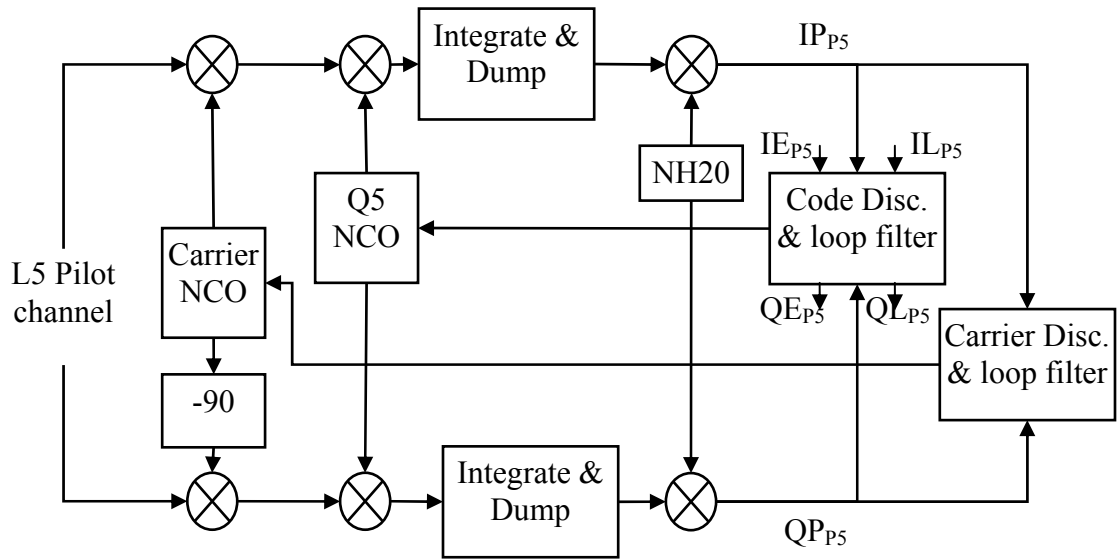 Integrate &
Dump
IP_P5
IE_P5
IL_P5
NH20
Q5
NCO
Code Disc.
& loop filter
L5 Pilot
channel
Carrier
NCO
QE_P5
QL_P5
Carrier Disc.
& loop filter
-90
Integrate &
Dump
QP_P5